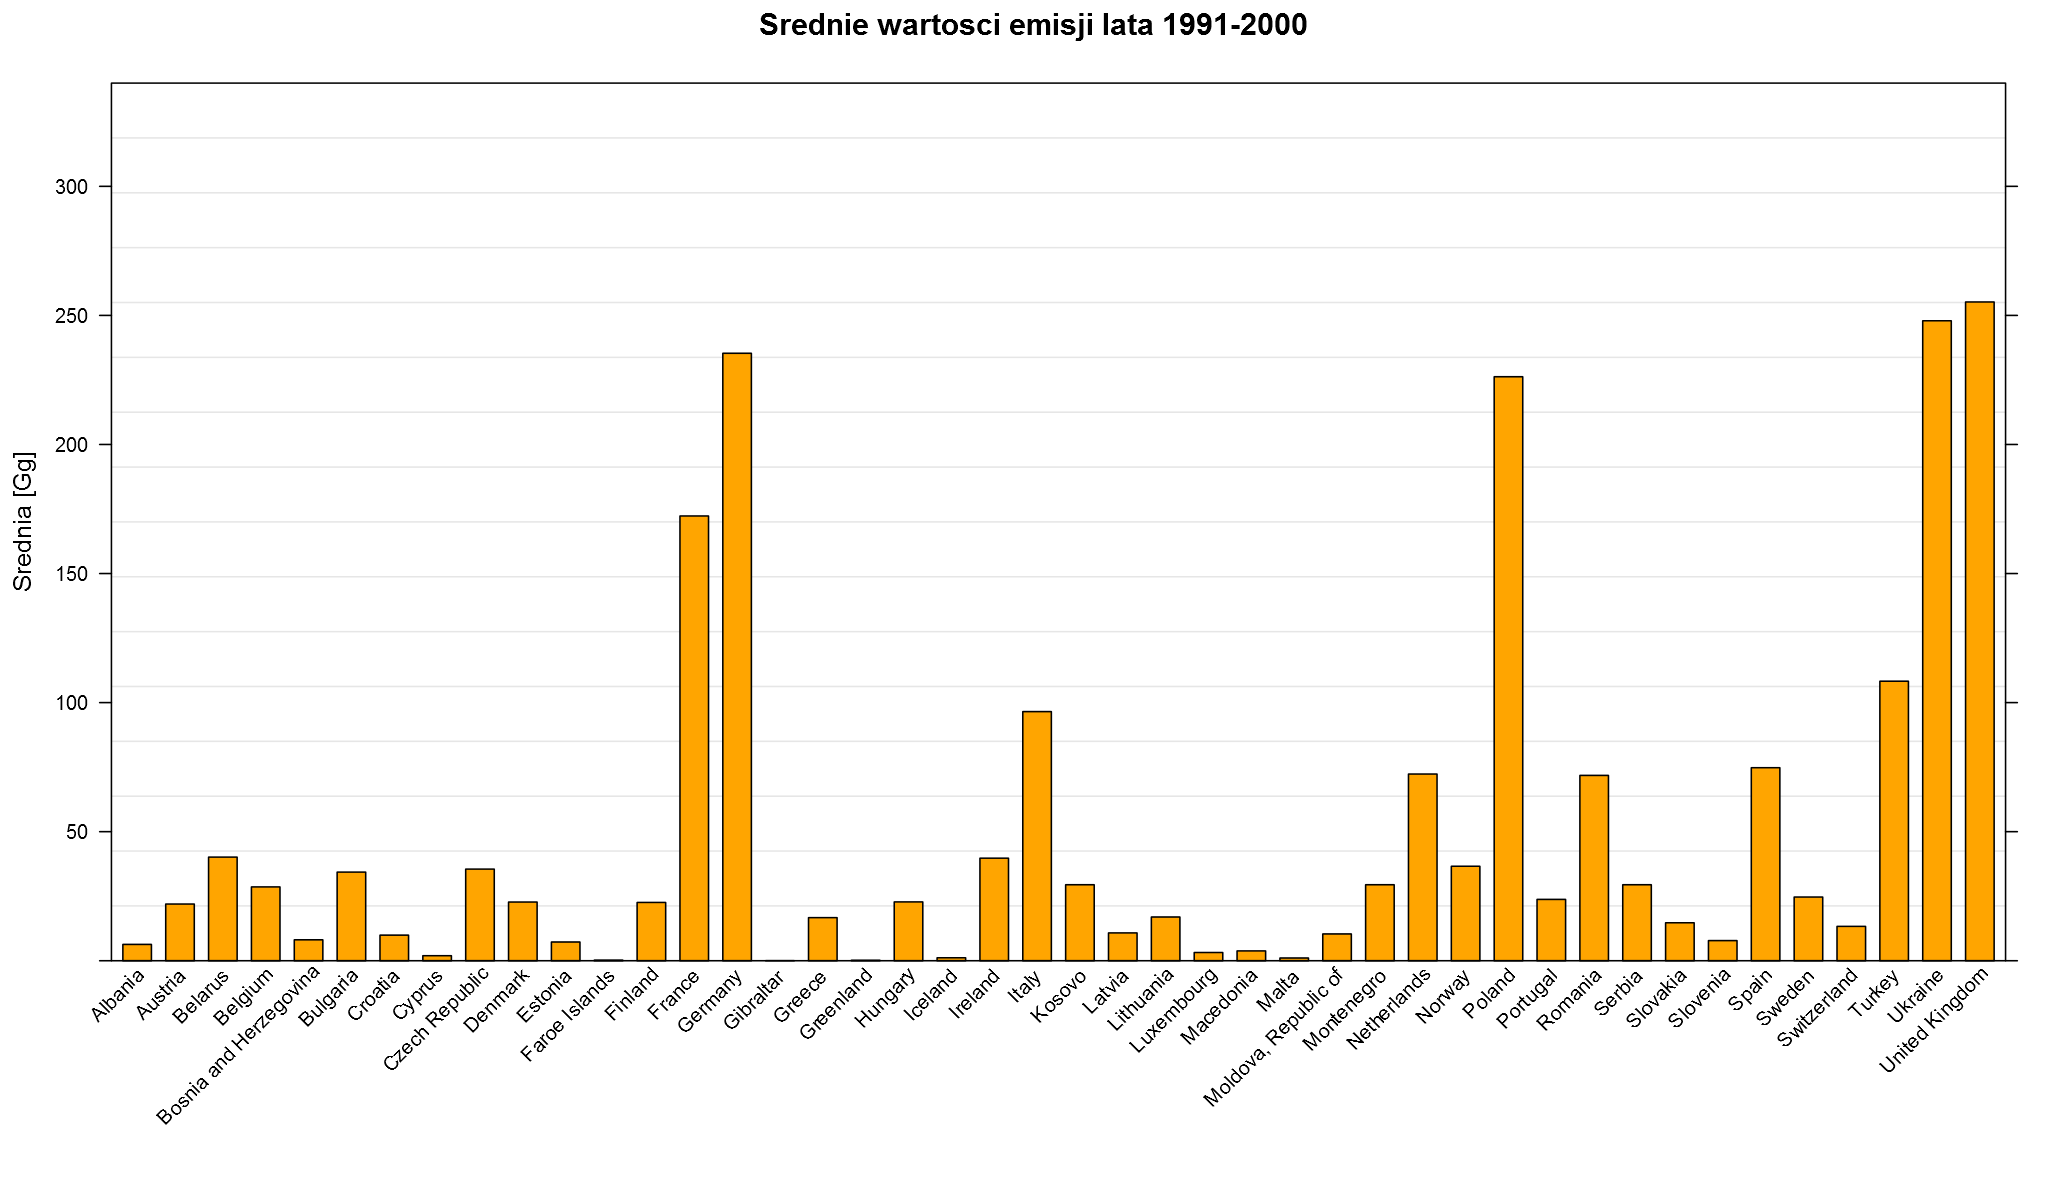 Srednie wartosci emisji lata 1991-2000
Srednia [Gg]
300
250
200
150
100
50
Albania
Austria
Belarus
Belgium
Bosnia and Herzegovina
Bulgaria
Croatia
Cyprus
Czech Republic
Denmark
Estonia
Faroe Islands
Finland
France
Germany
Gibraltar
Greece
Greenland
Hungary
Iceland
Ireland
Italy
Kosovo
Latvia
Lithuania
Luxembourg
Macedonia
Malta
Moldova, Republic of
Montenegro
Netherlands
Norway
Poland
Portugal
Romania
Serbia
Slovakia
Slovenia
Spain
Sweden
Switzerland
Turkey
Ukraine
United Kingdom